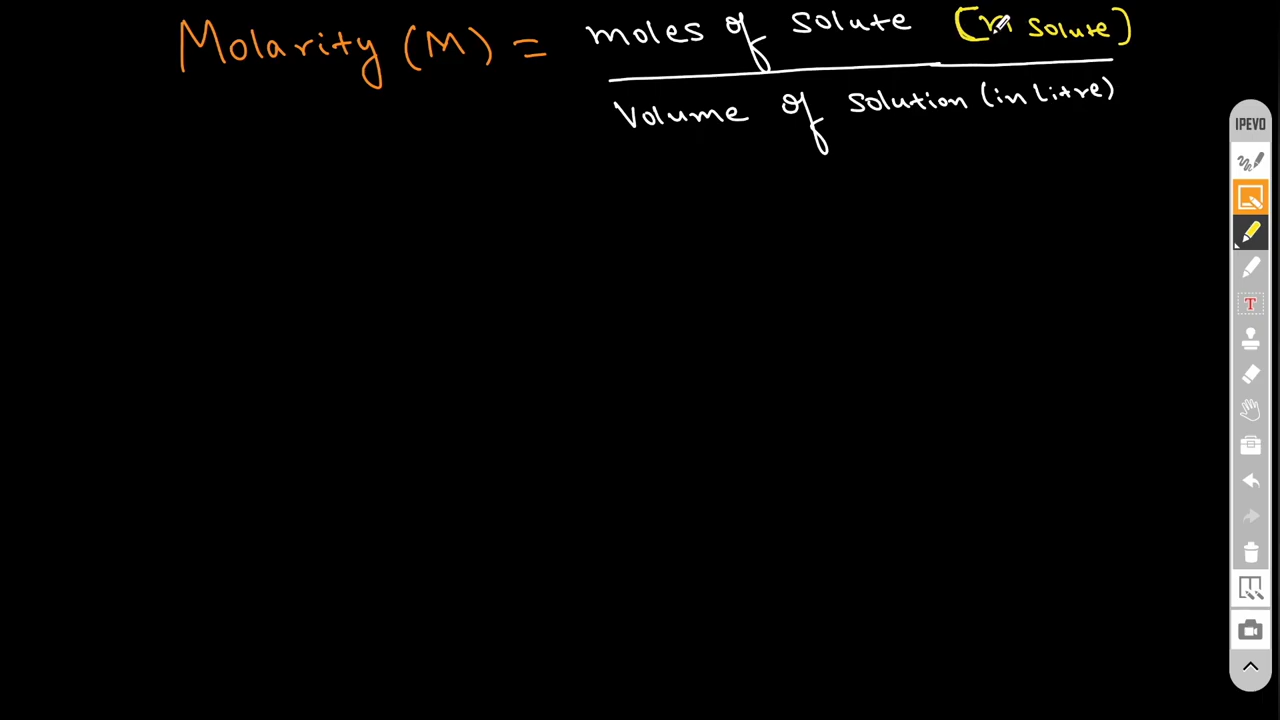 Molarity (M) = moles of solute (n solute)
Volume of solution (in Litre)
IPEVO
T